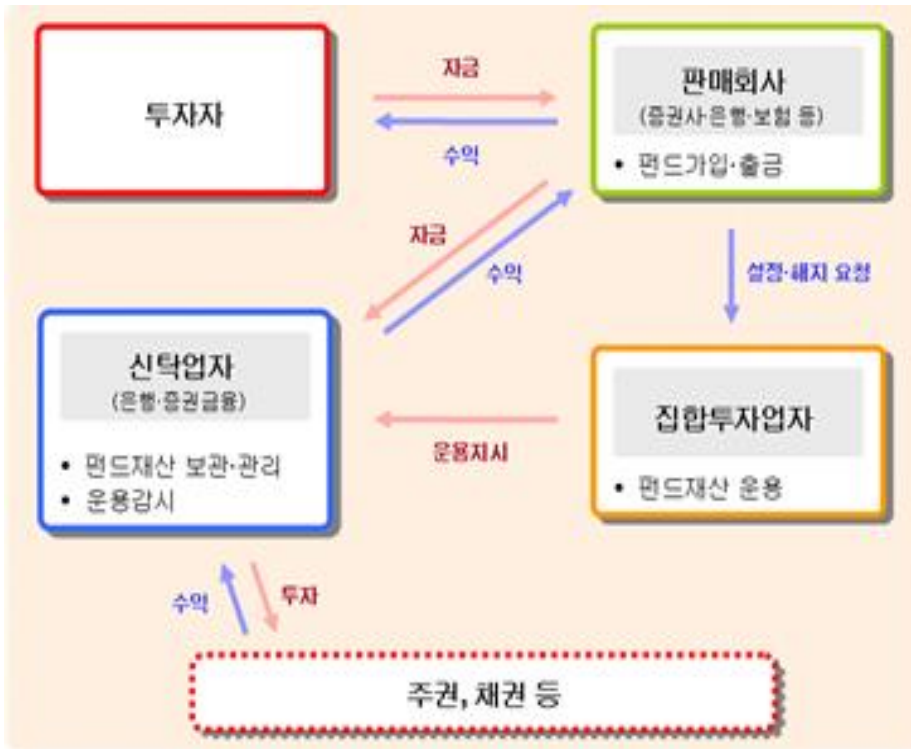 투자자
자금
수익
판매회사
(증권사·은행·보험 등)
• 펀드가입·출금
자금
수익
설정·해지 요청
신탁업자
(은행·증권금융)
• 펀드재산 보관·관리
• 운용감시
운용지시
집합투자업자
• 펀드재산 운용
수익
투자
주권, 채권 등